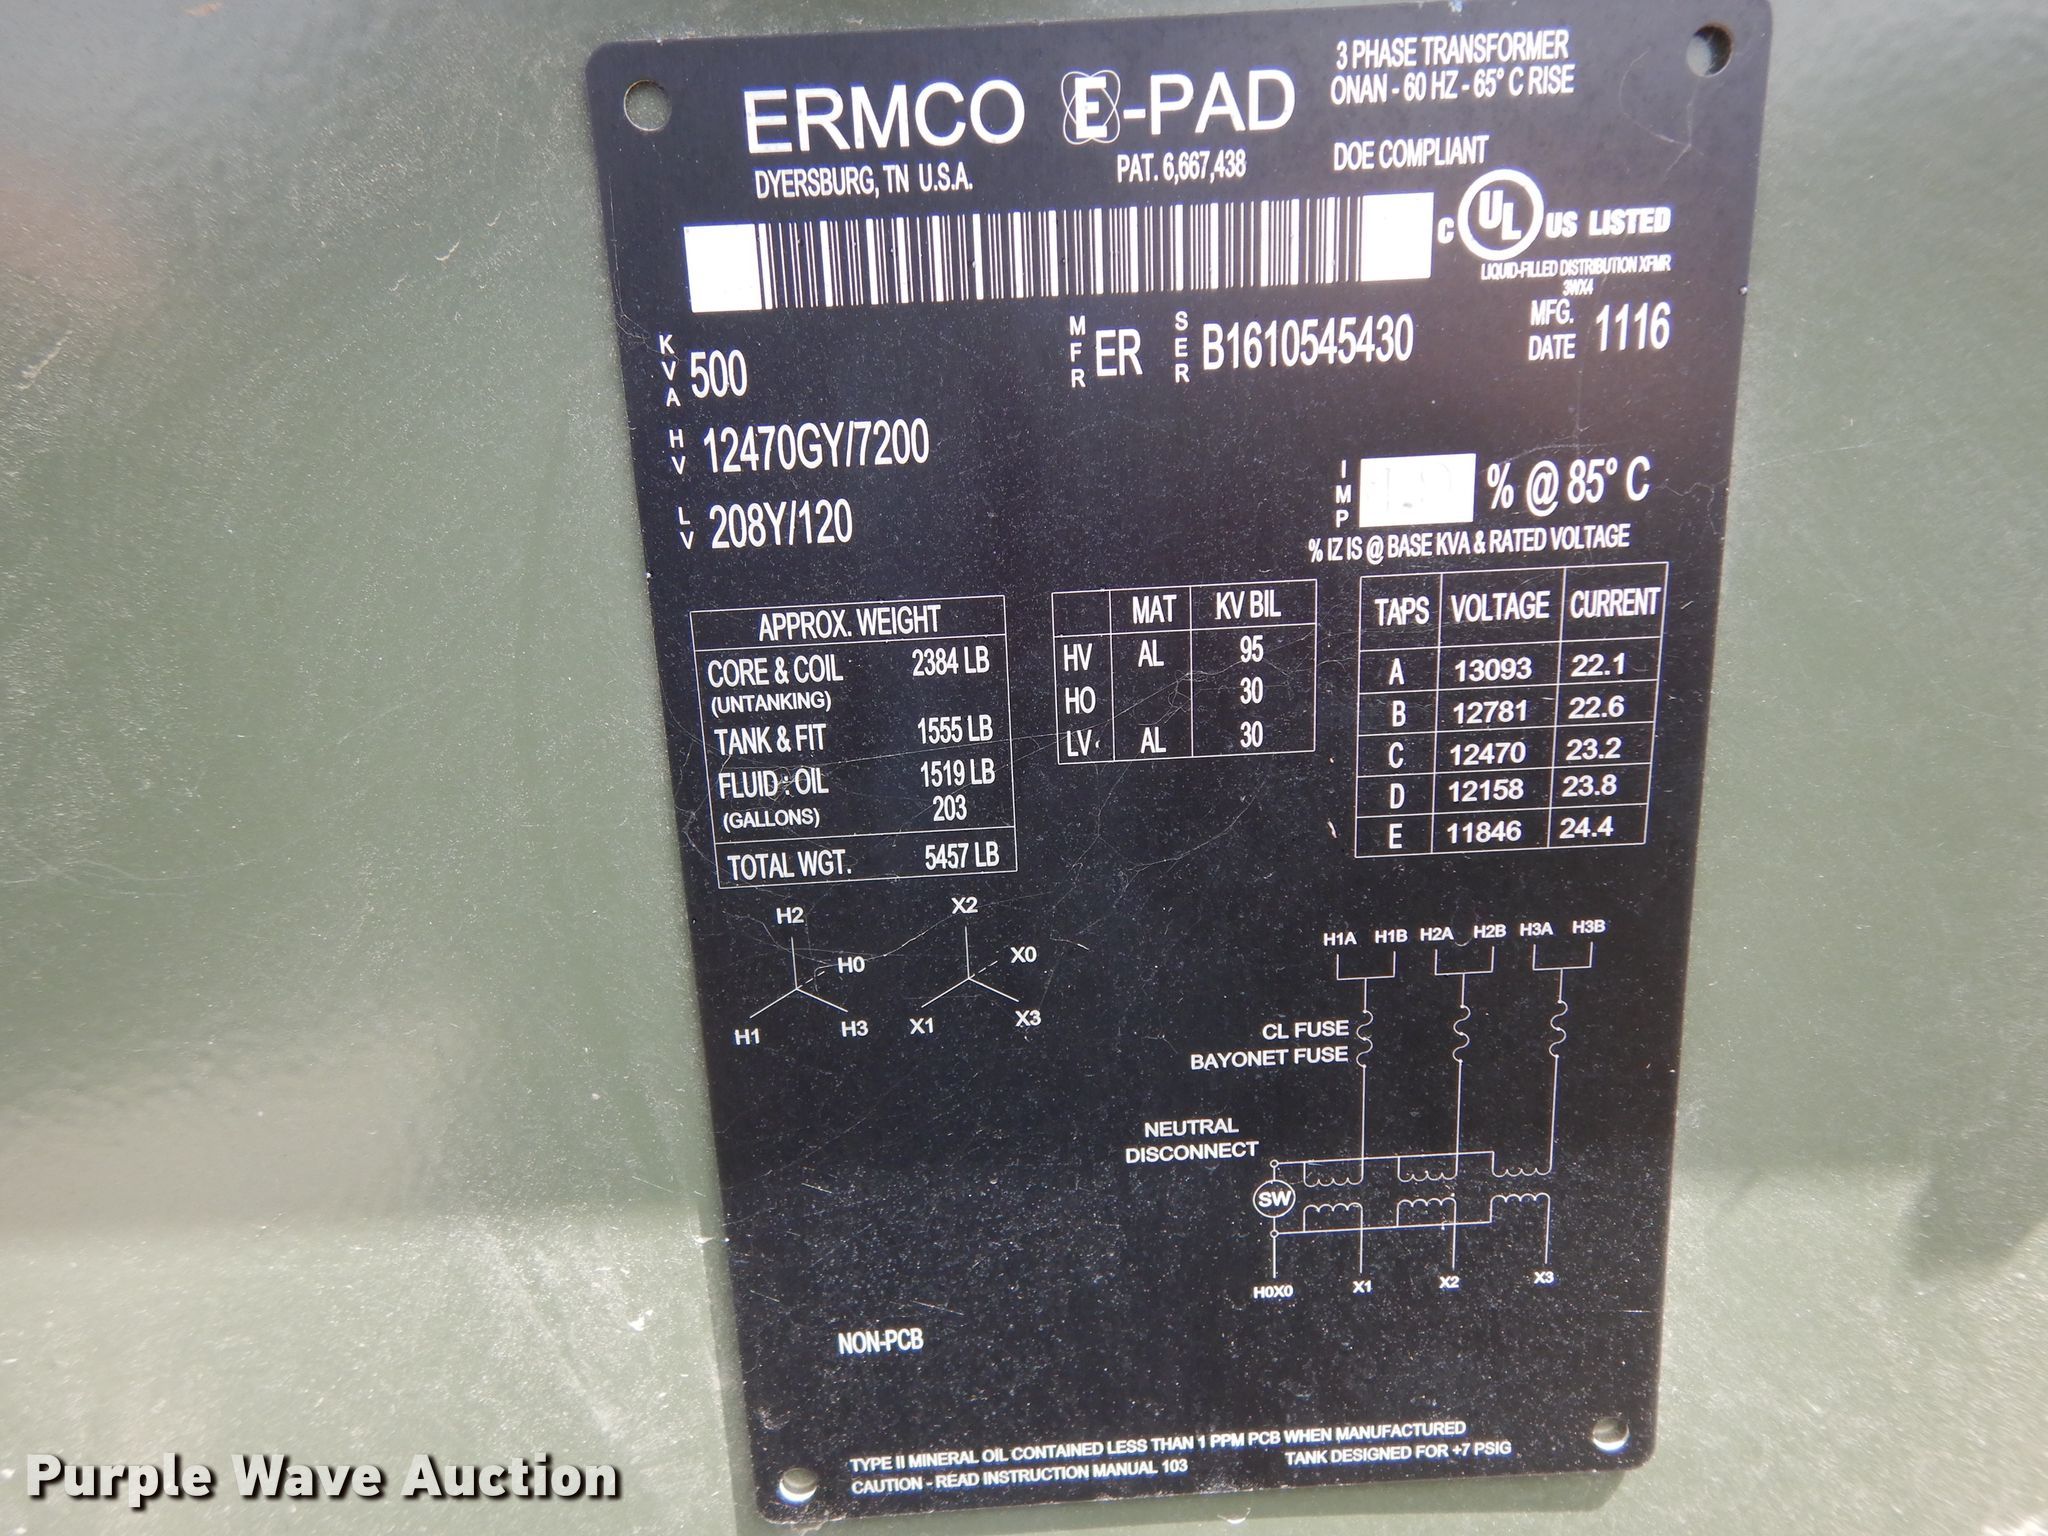 ERMCO E-PAD
3 PHASE TRANSFORMER
ONAN - 60 HZ - 65° C RISE
DYERSBURG, TN U.S.A.
PAT. 6,667,438
DOE COMPLIANT
C UL US LISTED
LIQUID-FILLED DISTRIBUTION XFMR
3WX4
KVA 500
MFR ER
SER B1610545430
MFG. DATE 1116
HV 12470GY/7200
LV 208Y/120
IMP % @ 85° C
% IZ IS @ BASE KVA & RATED VOLTAGE
APPROX. WEIGHT
CORE & COIL 2384 LB
(UNTANKING)
TANK & FIT 1555 LB
FLUID : OIL 1519 LB
(GALLONS) 203
TOTAL WGT. 5457 LB
MAT KV BIL
HV AL 95
HO 30
LV AL 30
TAPS VOLTAGE CURRENT
A 13093 22.1
B 12781 22.6
C 12470 23.2
D 12158 23.8
E 11846 24.4
H2
H0
H1 H3
X2
X0
X1 X3
H1A H1B H2A H2B H3A H3B
CL FUSE
BAYONET FUSE
NEUTRAL
DISCONNECT
SW
H0X0 X1 X2 X3
NON-PCB
TYPE II MINERAL OIL CONTAINED LESS THAN 1 PPM PCB WHEN MANUFACTURED
CAUTION - READ INSTRUCTION MANUAL 103 TANK DESIGNED FOR +7 PSIG
Purple Wave Auction